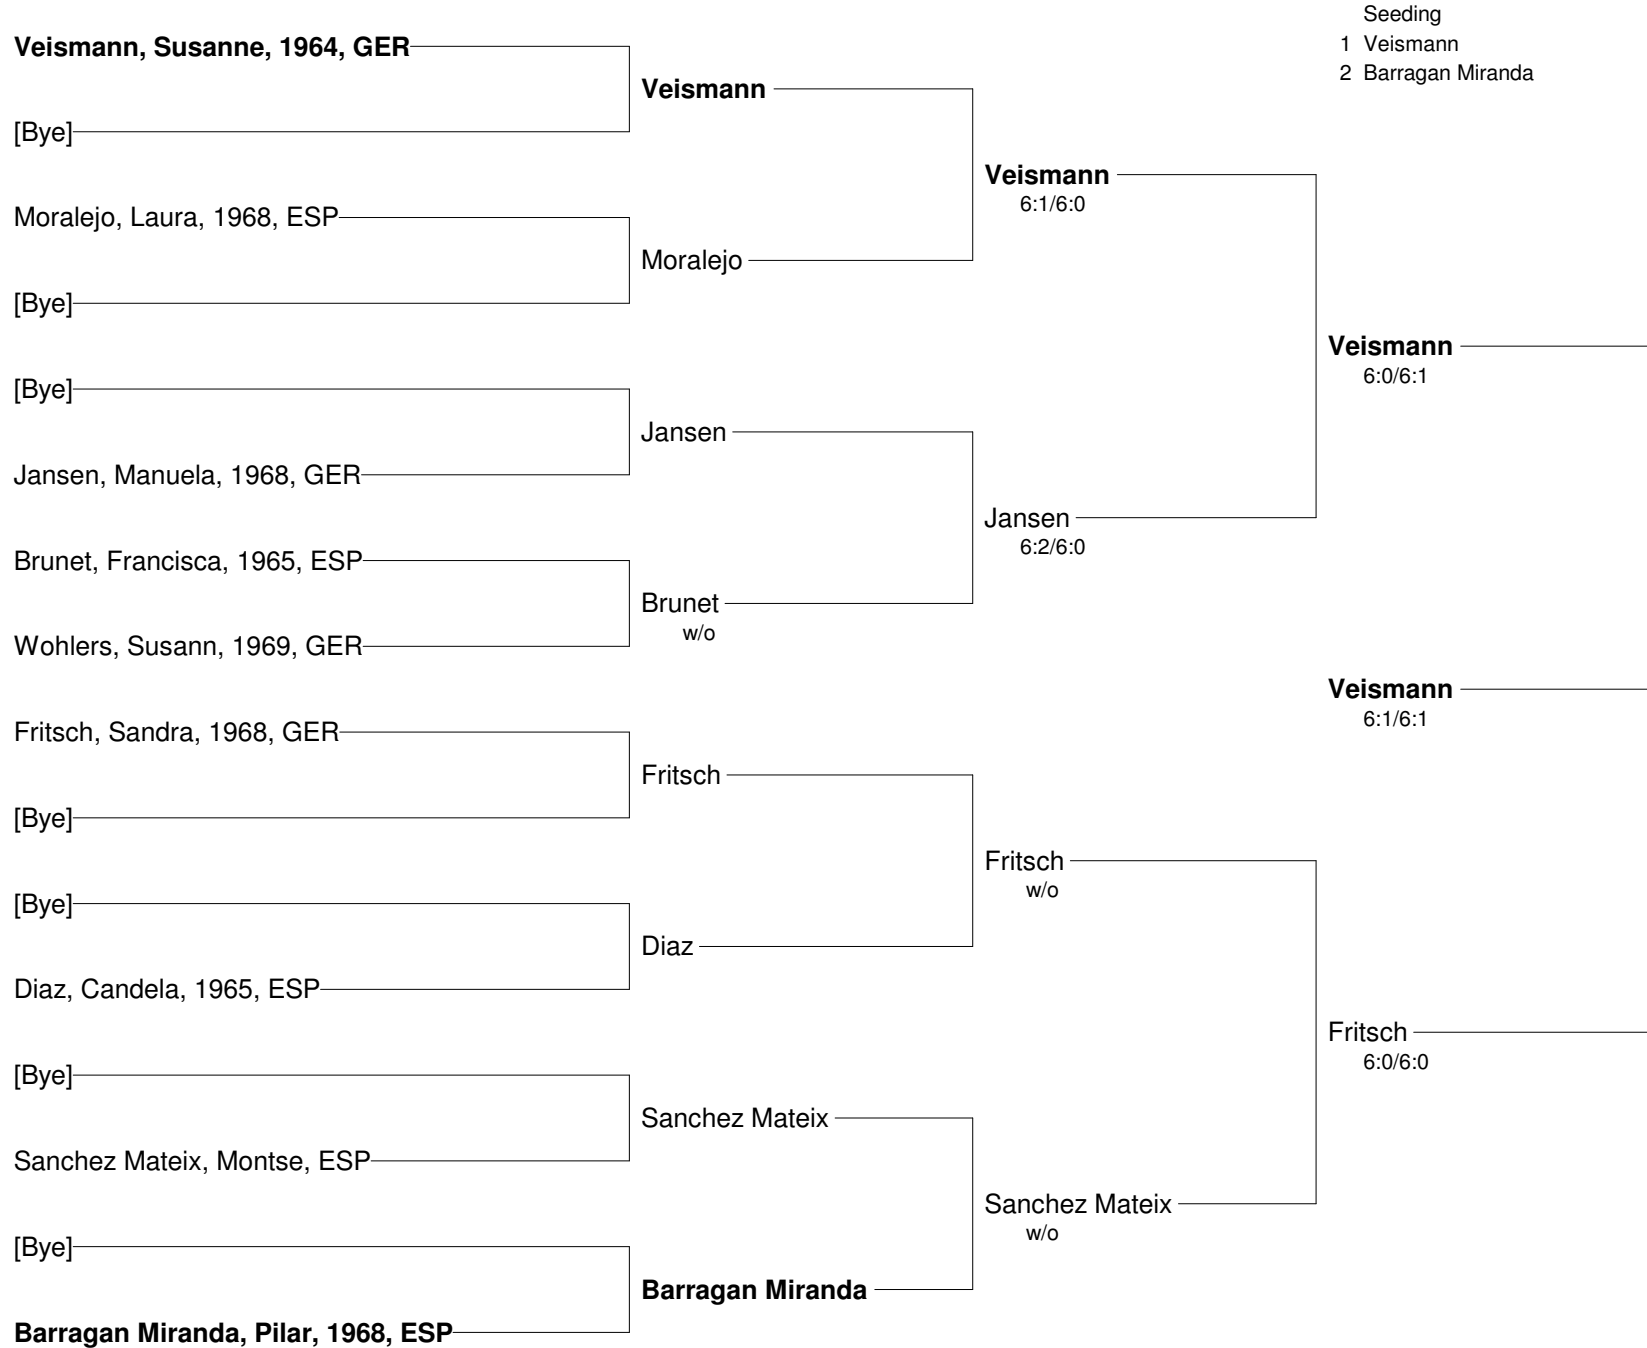 Seeding
1 Veismann
2 Barragan Miranda
Veismann, Susanne, 1964, GER
Veismann
[Bye]
Veismann
6:1/6:0
Moralejo, Laura, 1968, ESP
Moralejo
[Bye]
Veismann
6:0/6:1
[Bye]
Jansen
Jansen, Manuela, 1968, GER
Jansen
6:2/6:0
Brunet, Francisca, 1965, ESP
Brunet
w/o
Wohlers, Susann, 1969, GER
Veismann
6:1/6:1
Fritsch, Sandra, 1968, GER
Fritsch
[Bye]
Fritsch
w/o
[Bye]
Diaz
Diaz, Candela, 1965, ESP
Fritsch
6:0/6:0
[Bye]
Sanchez Mateix
Sanchez Mateix, Montse, ESP
Sanchez Mateix
w/o
[Bye]
Barragan Miranda
Barragan Miranda, Pilar, 1968, ESP